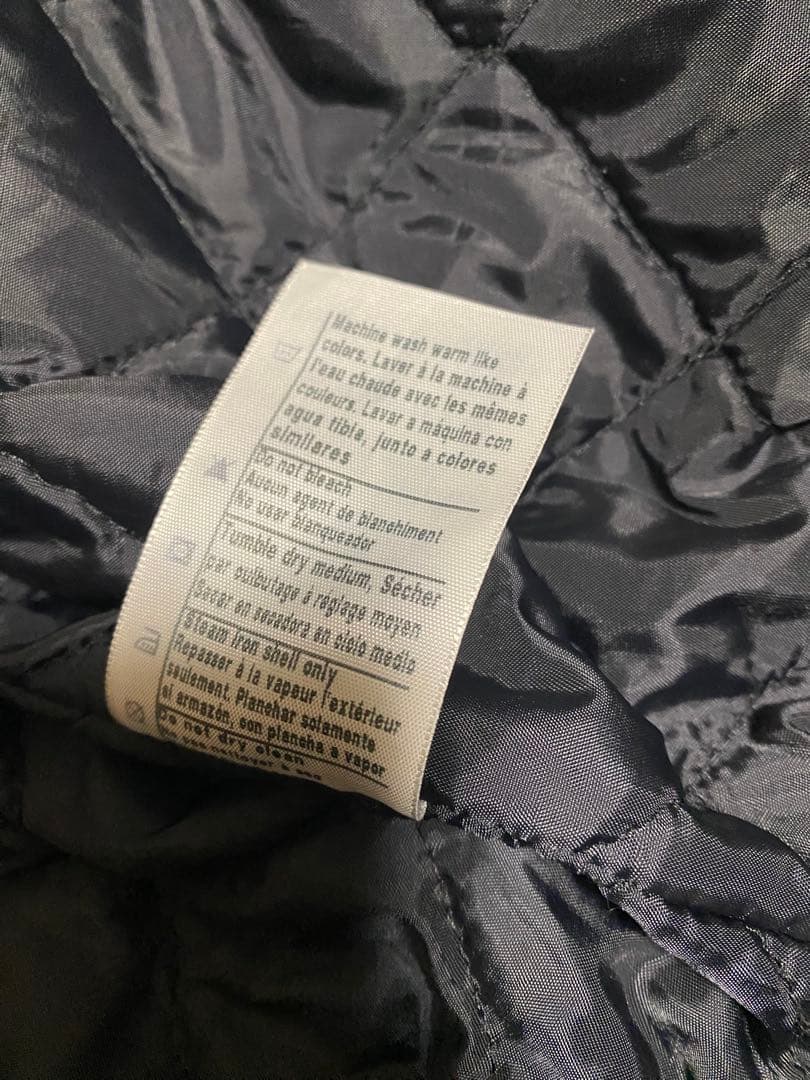 Machine wash warm like
colors. Laver à la machine à
l'eau chaude avec les mêmes
couleurs. Lavar a maquina con
agua tibia, junto a colores
similares
Do not bleach
Aucun agent de blanchiment
No usar blanqueador
Tumble dry medium, Sécher
par culbutage à réglage moyen
Secar en secadora en ciclo medio
Steam iron shell only
Repasser à la vapeur l'extérieur
seulement. Planchar solamente
el armazón, con plancha a vapor
Do not dry clean